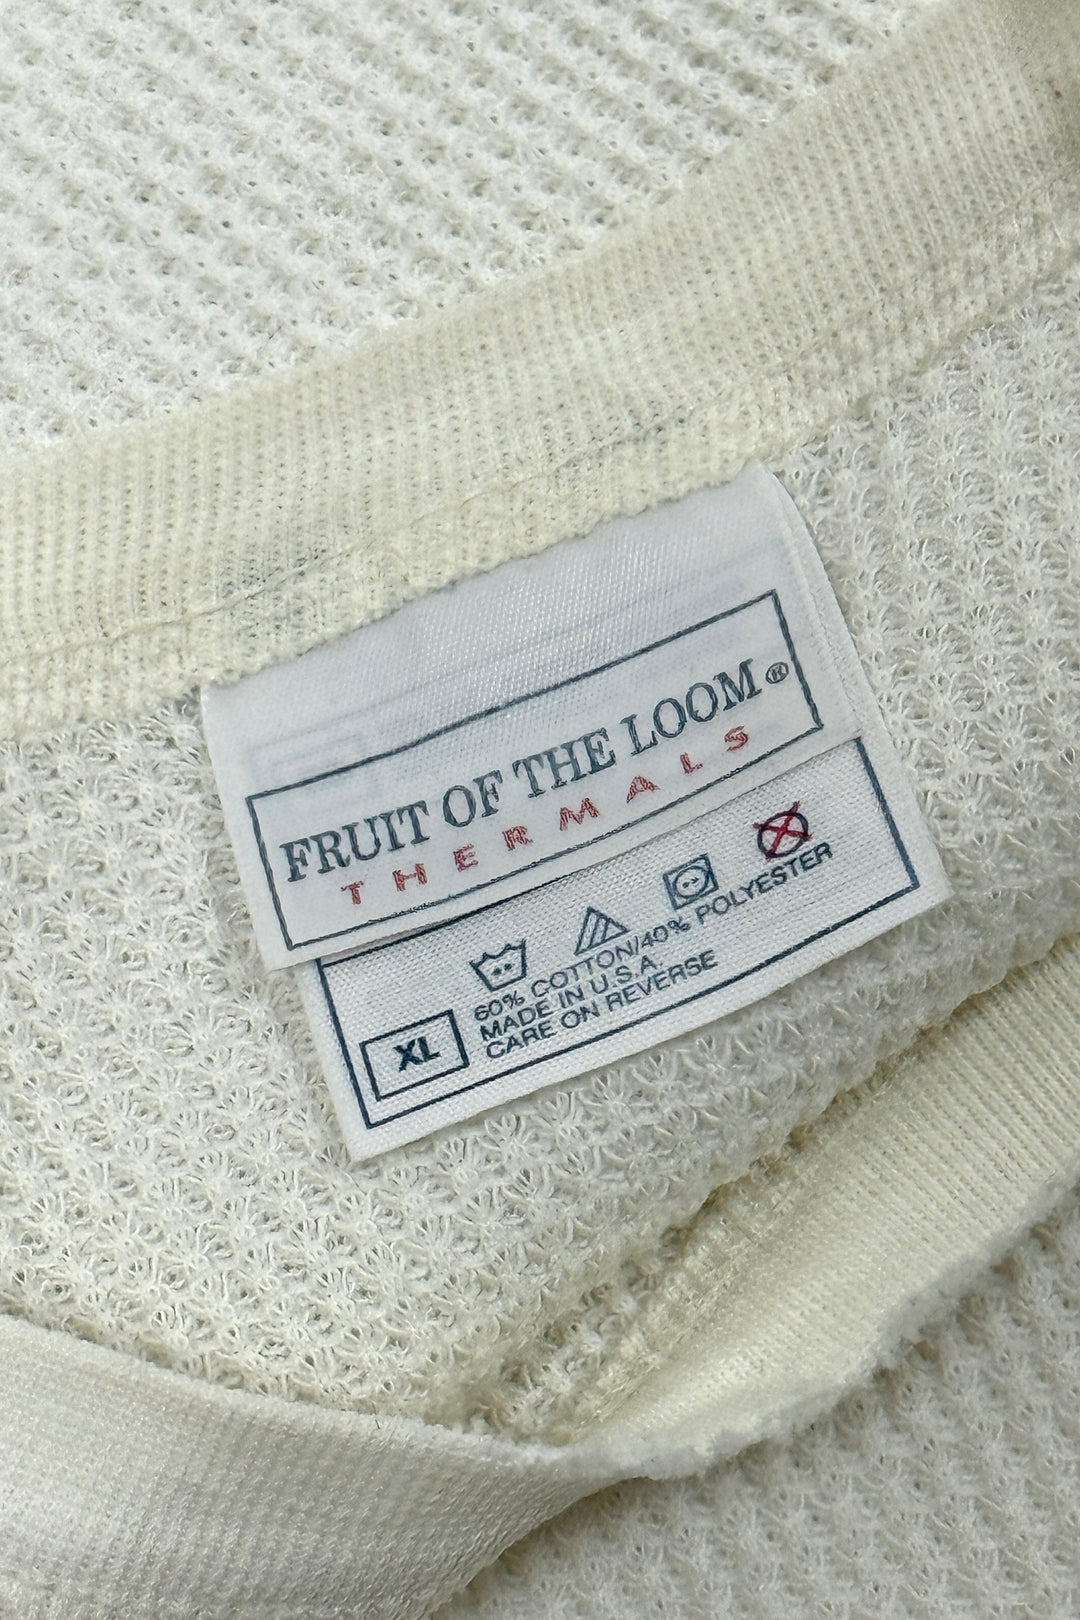 FRUIT OF THE LOOM®
THERMALS
60% COTTON/40% POLYESTER
MADE IN U.S.A.
CARE ON REVERSE
XL